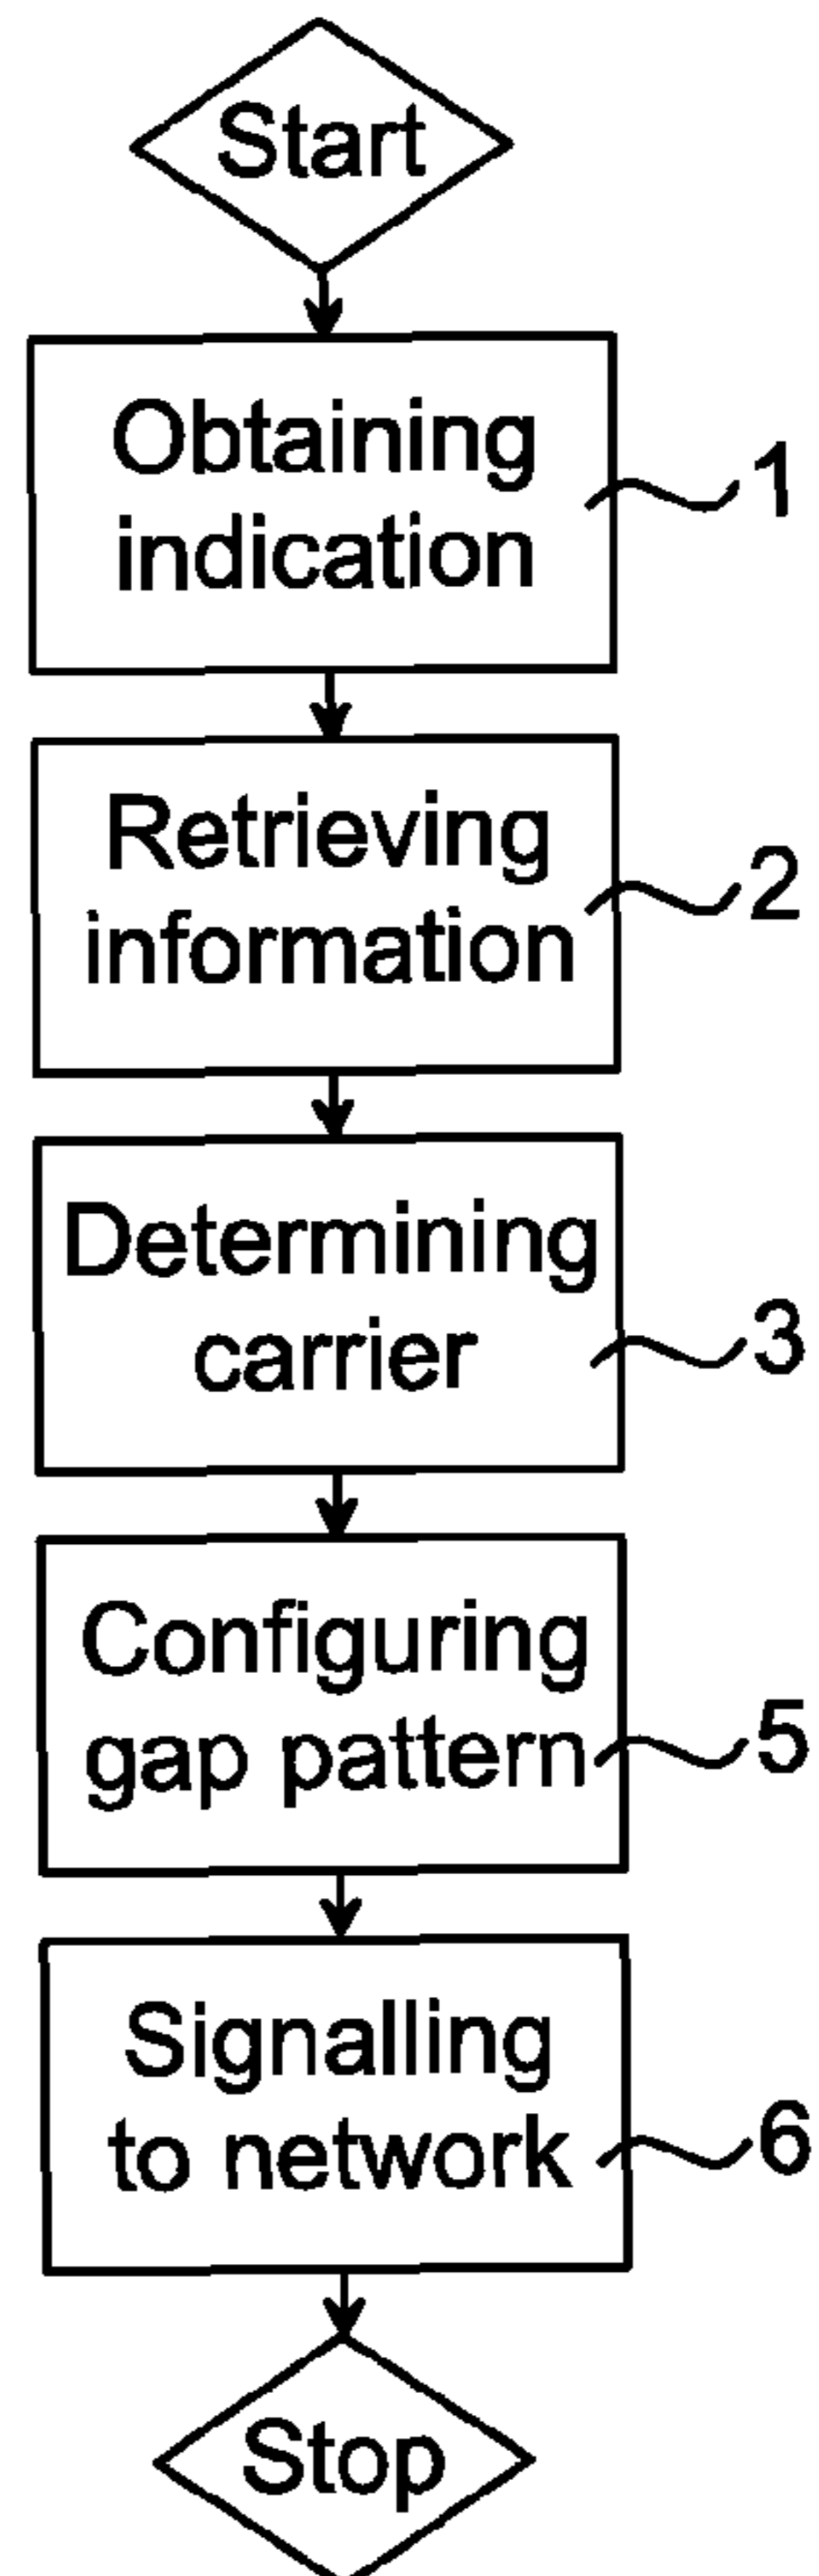 Start
Obtaining
indication
1
Retrieving
information
2
Determining
carrier
3
Configuring
gap pattern
5
Signalling
to network
6
Stop